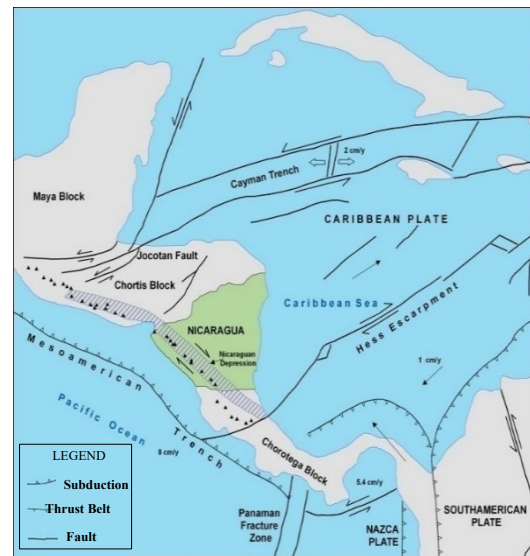 2 cm/y
Cayman Trench
Maya Block
CARIBBEAN PLATE
Jocotan Fault
Chortis Block
Caribbean Sea
Hess Escarpment
NICARAGUA
Nicaraguan
Depression
Mesoamerican
Trench
1 cm/y
Pacific Ocean
8 cm/y
Chorotega Block
5.4 cm/y
LEGEND
Subduction
Thrust Belt
Fault
Panaman
Fracture
Zone
NAZCA
PLATE
SOUTHAMERICAN
PLATE